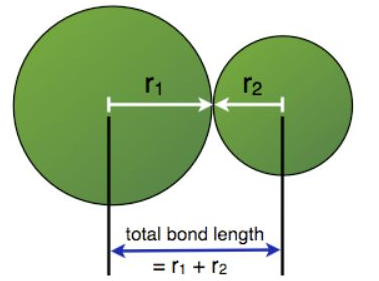 r₁ r₂
total bond length
= r₁ + r₂